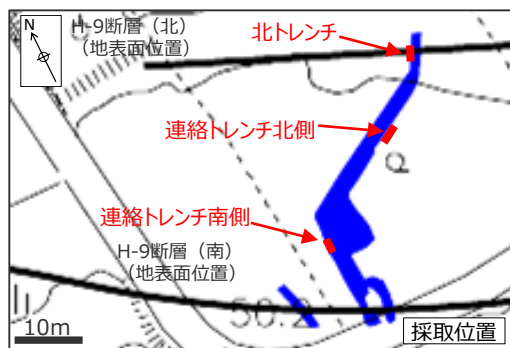 N
H-9断層（北）
（地表面位置）
北トレンチ
連絡トレンチ北側
連絡トレンチ南側
H-9断層（南）
（地表面位置）
50.2
10m
採取位置